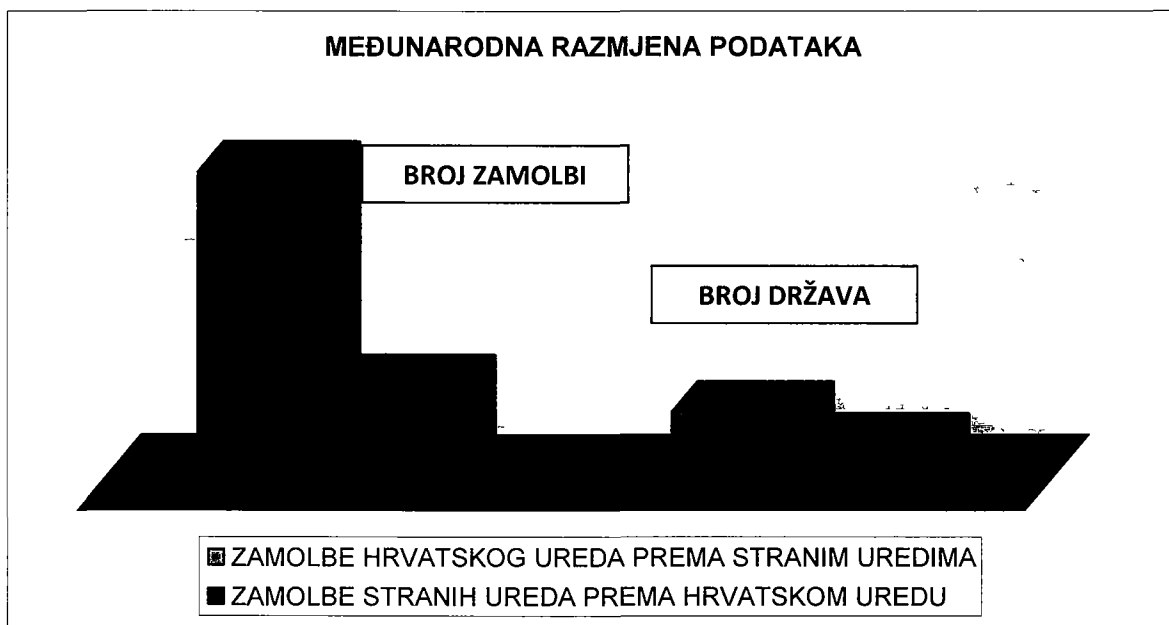 MEĐUNARODNA RAZMJENA PODATAKA
BROJ ZAMOLBI
BROJ DRŽAVA
ZAMOLBE HRVATSKOG UREDA PREMA STRANIM UREDIMA
ZAMOLBE STRANIH UREDA PREMA HRVATSKOM UREDU